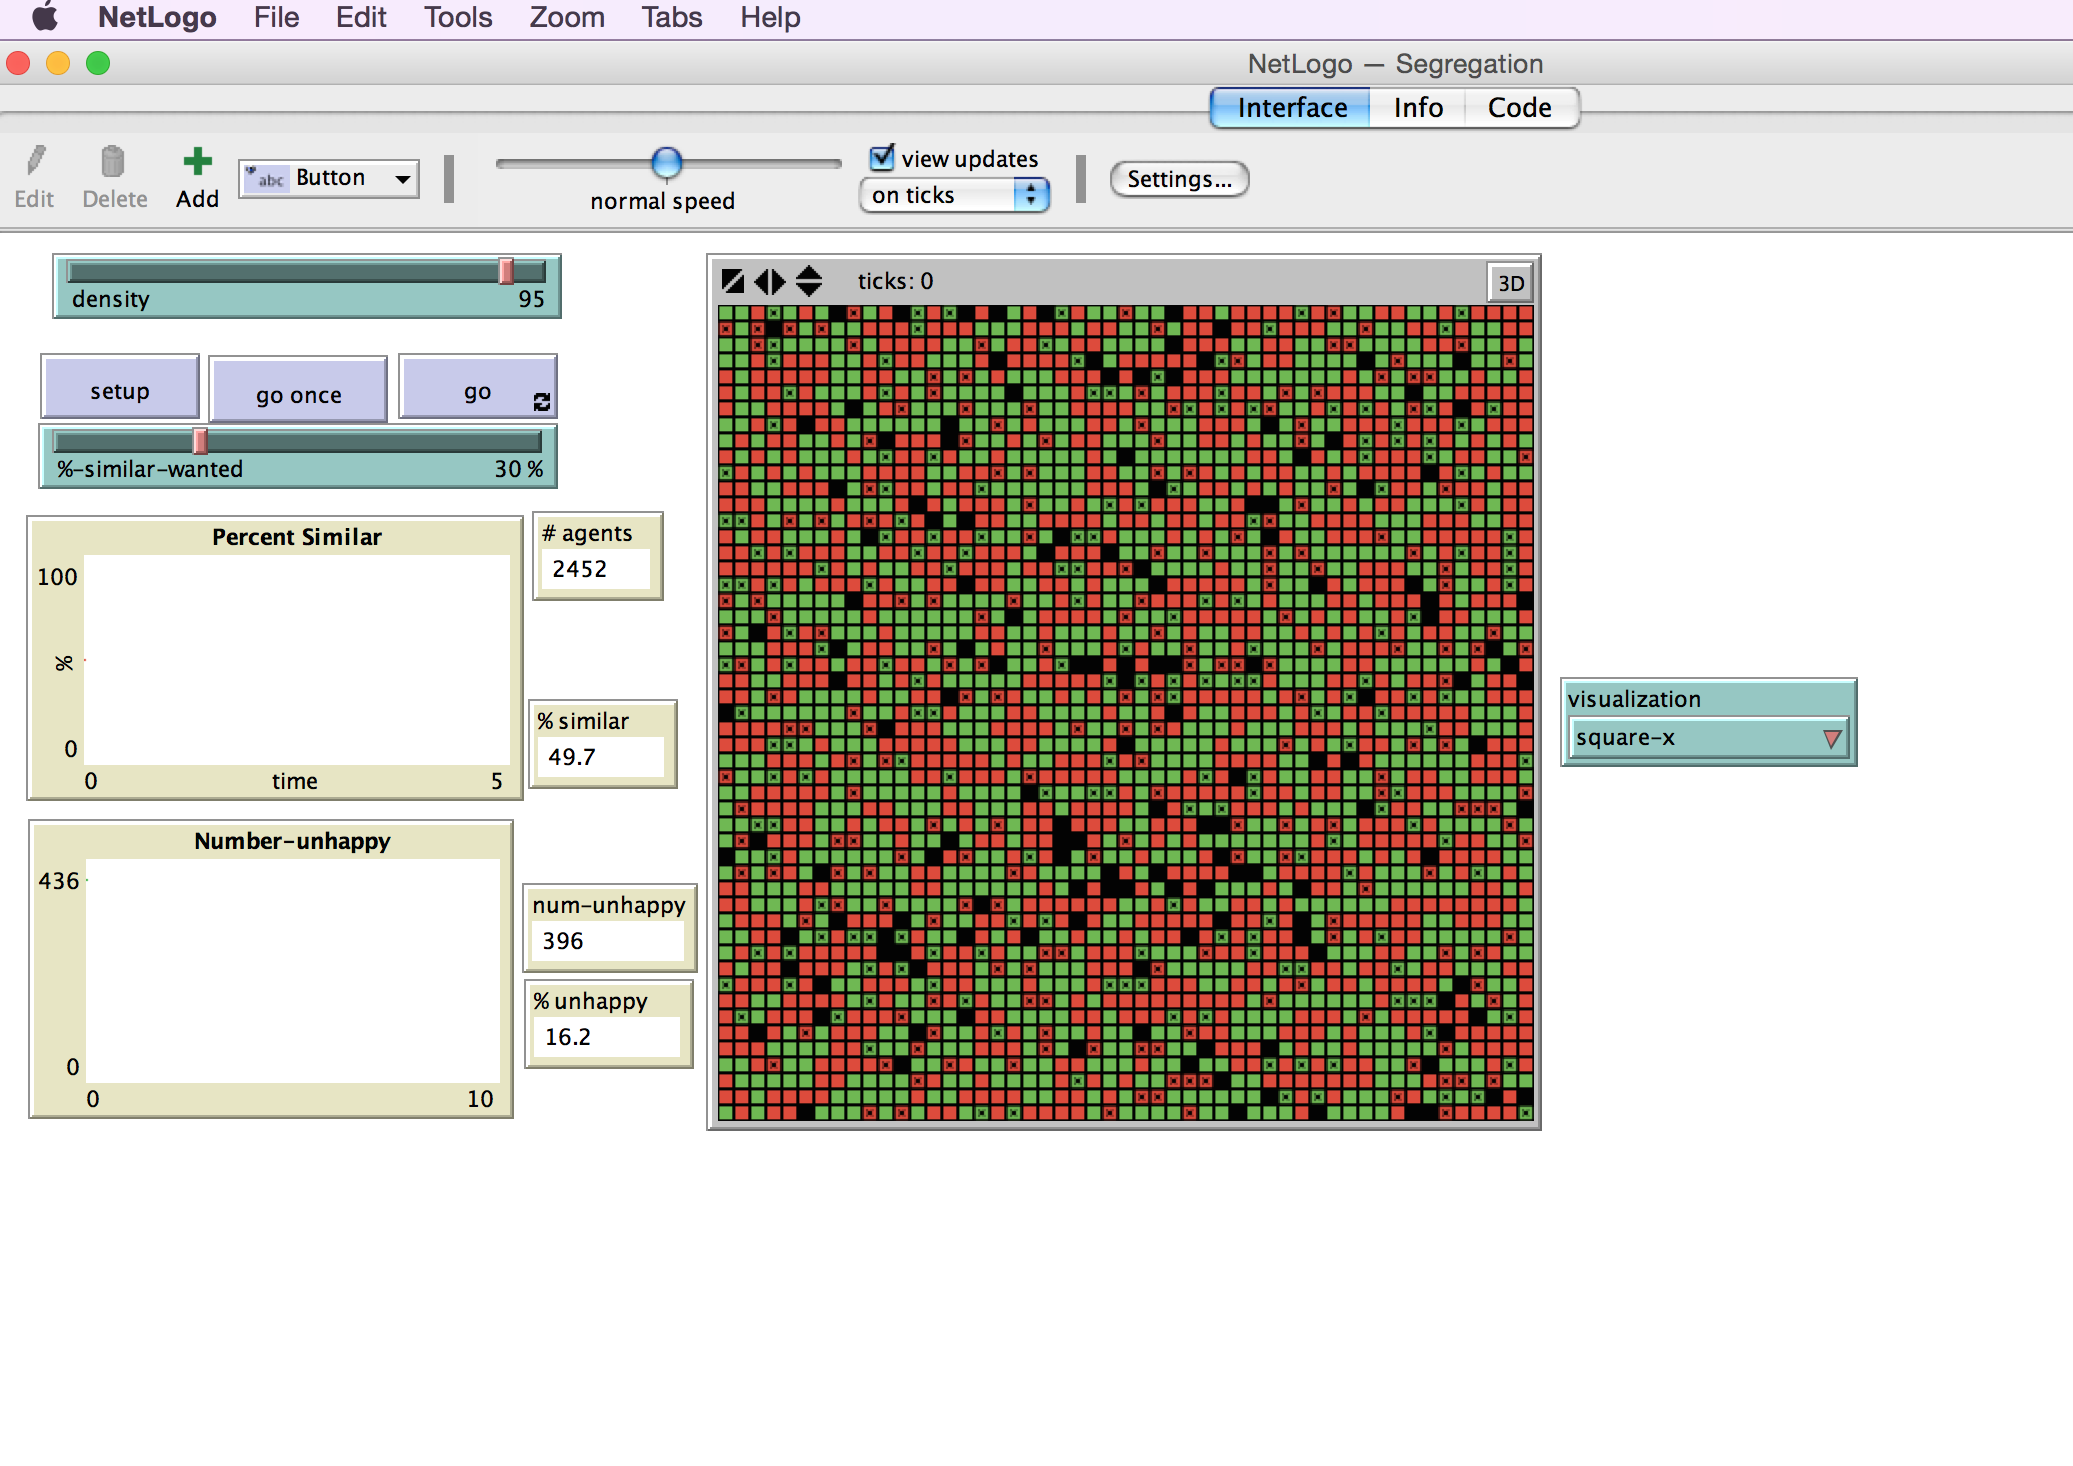 NetLogo File Edit Tools Zoom Tabs Help
NetLogo — Segregation
Interface Info Code
Edit Delete Add abc Button normal speed view updates on ticks Settings...
density 95
setup go once go
%-similar-wanted 30 %
Percent Similar
100
%
0
0 time 5
# agents
2452
% similar
49.7
Number-unhappy
436
0
0 10
num-unhappy
396
% unhappy
16.2
ticks: 0 3D
visualization
square-x